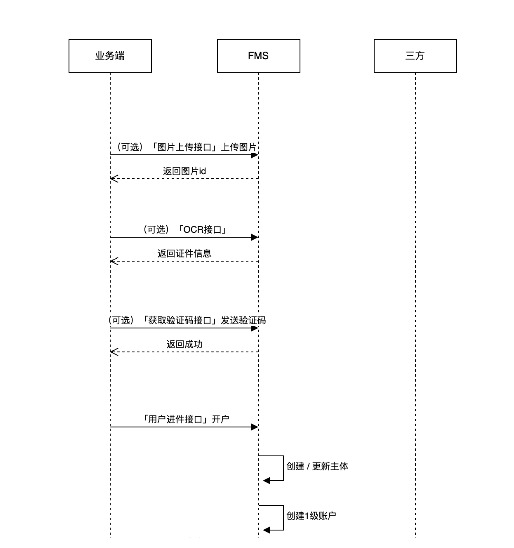 业务端
FMS
三方
（可选）「图片上传接口」上传图片
返回图片id
（可选）「OCR接口」
返回证件信息
（可选）「获取验证码接口」发送验证码
返回成功
「用户进件接口」开户
创建 / 更新主体
创建1级账户